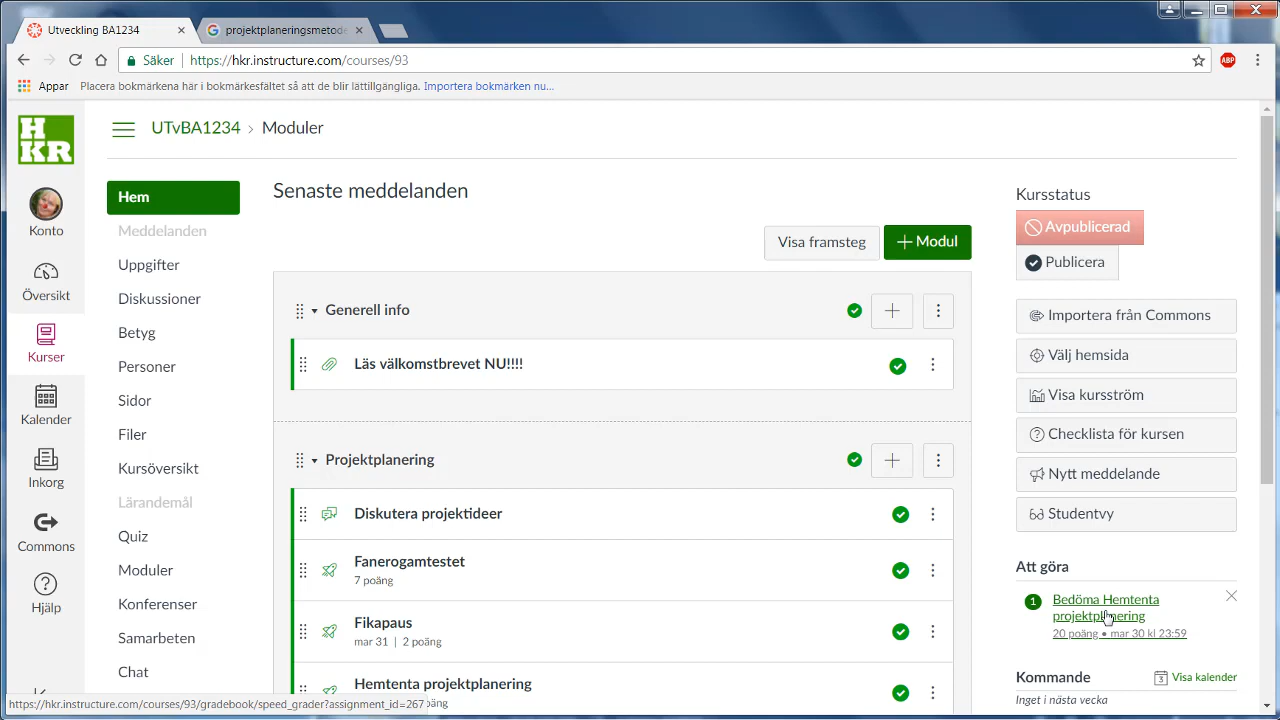 Utveckling BA1234
projektplaneringsmetode
Säker
https://hkr.instructure.com/courses/93
ABP
Appar
Placera bokmärkena här i bokmärkesfältet så att de blir lättillgängliga.
Importera bokmärken nu...
H
KR
Konto
Översikt
Kurser
Kalender
Inkorg
Commons
Hjälp
UTvBA1234 › Moduler
Hem
Meddelanden
Uppgifter
Diskussioner
Betyg
Personer
Sidor
Filer
Kursöversikt
Lärandemål
Quiz
Moduler
Konferenser
Samarbeten
Chat
Senaste meddelanden
Visa framsteg
Modul
Generell info
Läs välkomstbrevet NU!!!!
Projektplanering
Diskutera projektideer
Fanerogamtestet
7 poäng
Fikapaus
mar 31 | 2 poäng
Hemtenta projektplanering
Kursstatus
Avpublicerad
Publicera
Importera från Commons
Välj hemsida
Visa kursström
Checklista för kursen
Nytt meddelande
Studentvy
Att göra
1
Bedöma Hemtenta
projektplanering
20 poäng • mar 30 kl 23:59
Kommande
3
Visa kalender
Inget i nästa vecka
https://hkr.instructure.com/courses/93/gradebook/speed_grader?assignment_id=267